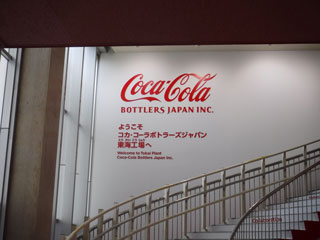 Coca-Cola
BOTTLERS JAPAN INC.
ようこそ
コカ･コーラボトラーズジャパン
東海工場へ
Welcome to Tokai Plant
Coca-Cola Bottlers Japan Inc.